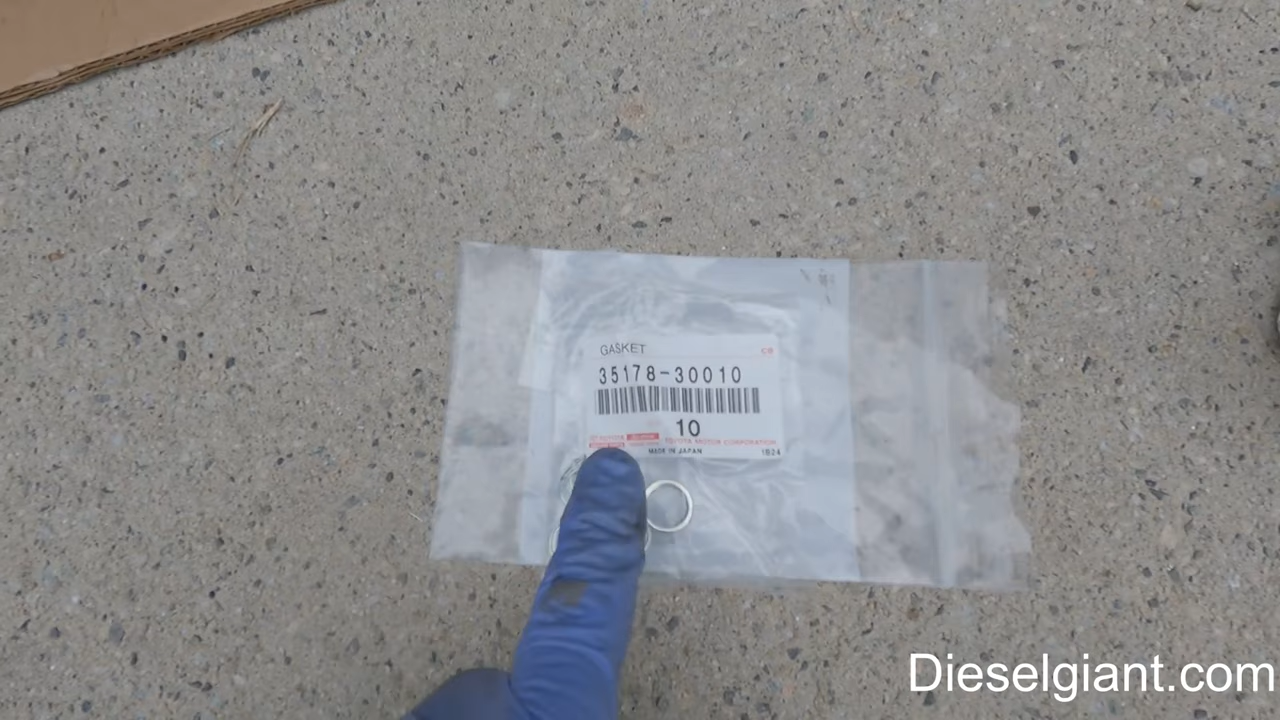 GASKET
CB
35178-30010
10
TOYOTA MOTOR CORPORATION
MADE IN JAPAN
1B24
Dieselgiant.com